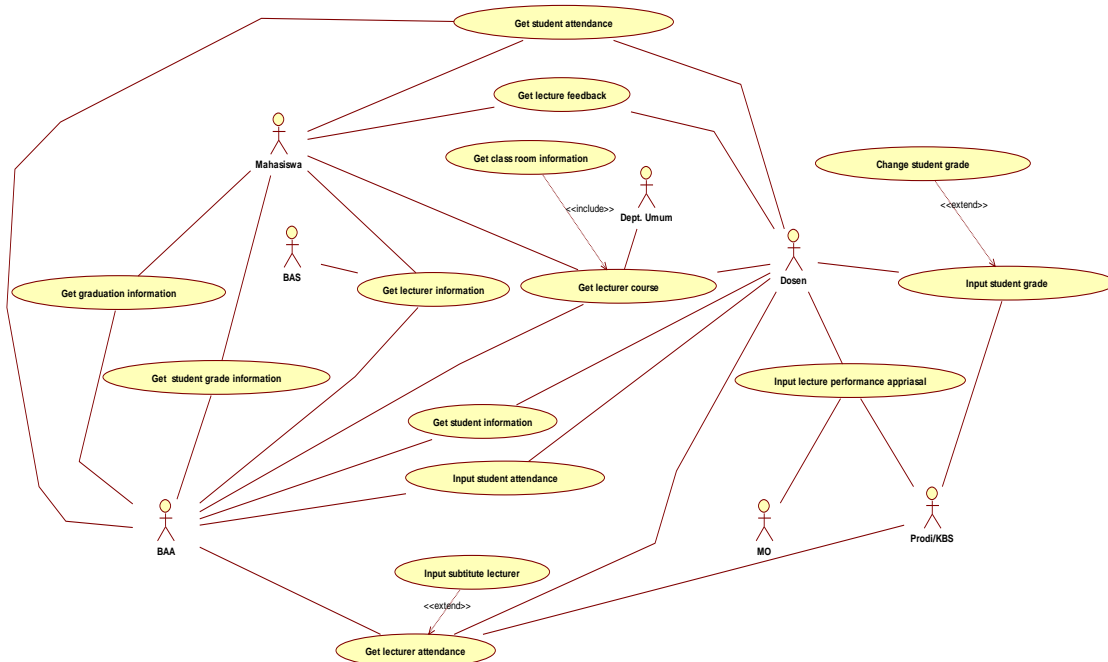 Get student attendance
Get lecture feedback
Mahasiswa
Get class room information
Change student grade
<<include>>
Dept. Umum
<<extend>>
BAS
Dosen
Get graduation information
Get lecturer information
Get lecturer course
Input student grade
Get  student grade information
Input lecture performance appriasal
Get student information
Input student attendance
BAA
MO
Prodi/KBS
Input subtitute lecturer
<<extend>>
Get lecturer attendance